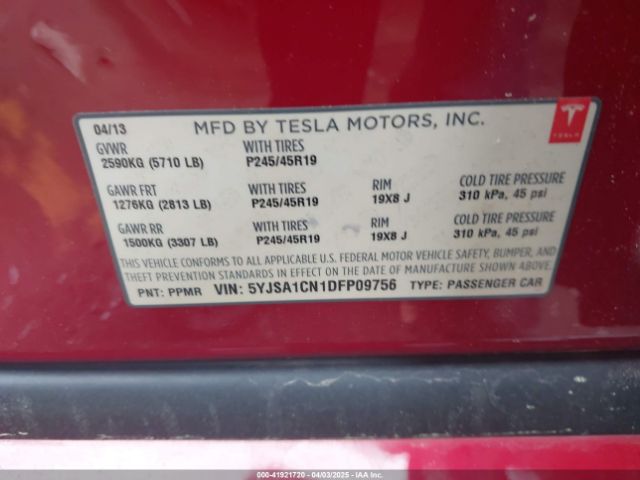 04/13 MFD BY TESLA MOTORS, INC.
GVWR WITH TIRES
2590KG (5710 LB) P245/45R19
TESLA
GAWR FRT WITH TIRES RIM COLD TIRE PRESSURE
1276KG (2813 LB) P245/45R19 19X8 J 310 kPa, 45 psi
GAWR RR WITH TIRES RIM COLD TIRE PRESSURE
1500KG (3307 LB) P245/45R19 19X8 J 310 kPa, 45 psi
THIS VEHICLE CONFORMS TO ALL APPLICABLE U.S. FEDERAL MOTOR VEHICLE SAFETY, BUMPER, AND
THEFT PREVENTION STANDARDS IN EFFECT ON THE DATE OF MANUFACTURE SHOWN ABOVE.
PNT: PPMR VIN: 5YJSA1CN1DFP09756 TYPE: PASSENGER CAR
000-41921720 - 04/03/2025 - IAAI.COM